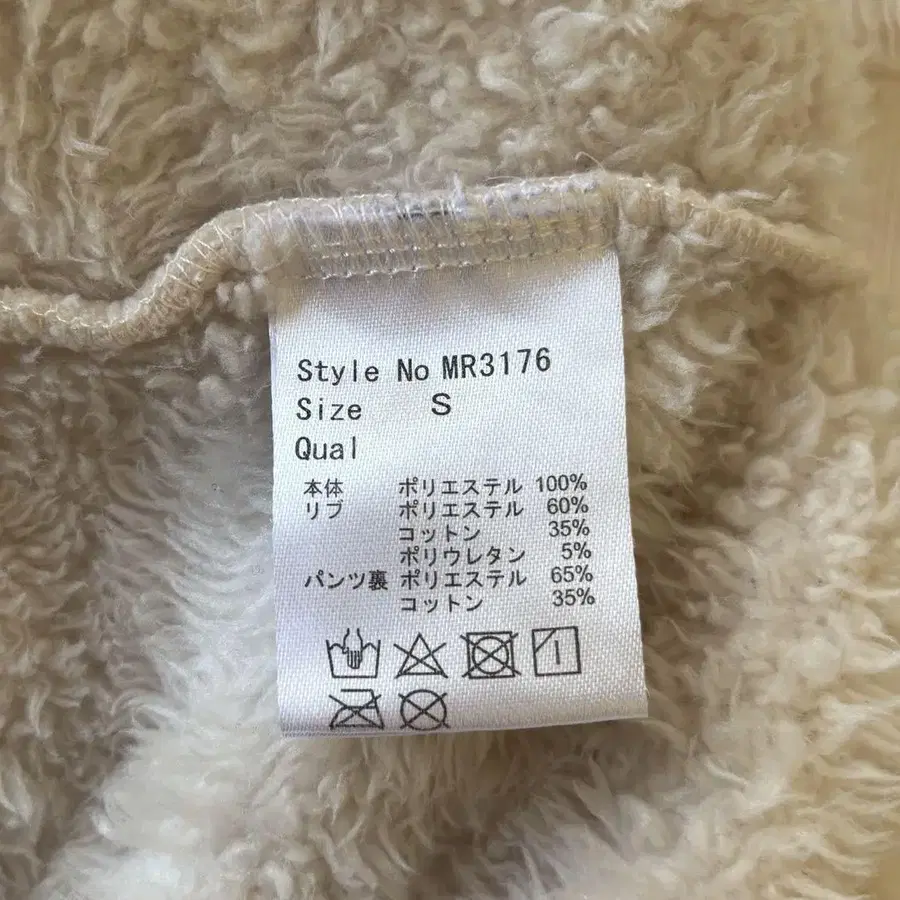 Style No MR3176
Size S
Qual
本体 ポリエステル 100%
リブ ポリエステル 60%
コットン 35%
ポリウレタン 5%
パンツ裏 ポリエステル 65%
コットン 35%